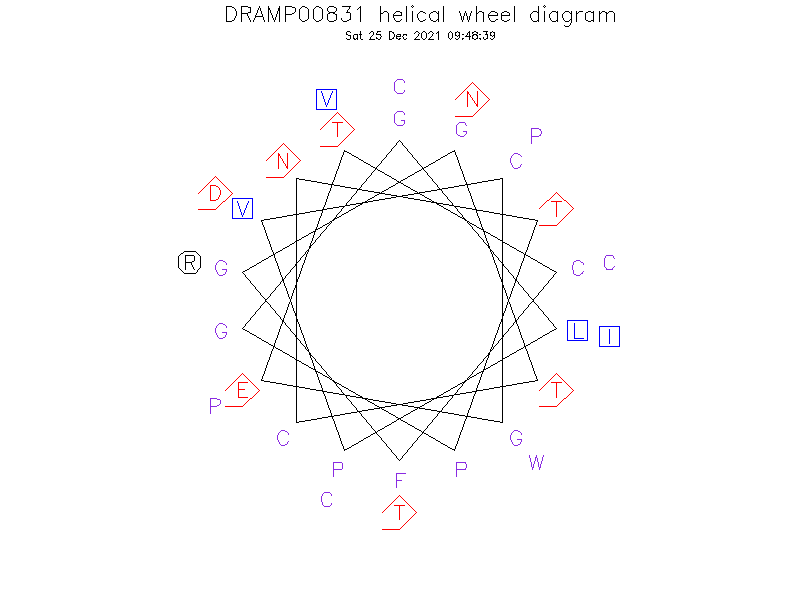 DRAMP00831 helical wheel diagram
Sat 25 Dec 2021 09:48:39
C
V N
G
T G P
N C
D V T
R G C C
G L I
P E T
C G
W
P F P
C
T